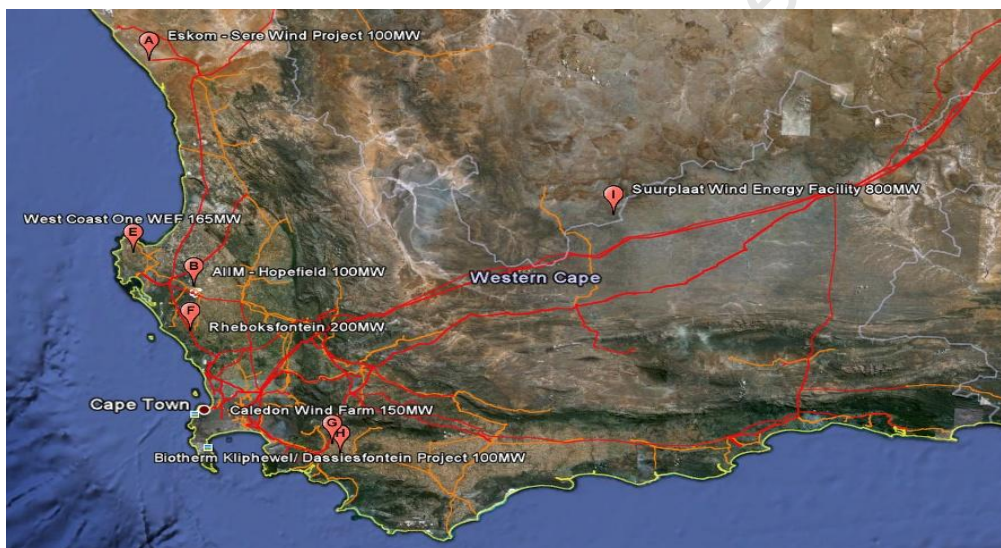 A
Eskom - Sere Wind Project 100MW
I
Suurplaat Wind Energy Facility 800MW
West Coast One WEF 165MW
E
B
AIIM - Hopefield 100MW
Western Cape
F
Rheboksfontein 200MW
Cape Town
Caledon Wind Farm 150MW
G
H
Biotherm Kliphewel/ Dassiesfontein Project 100MW